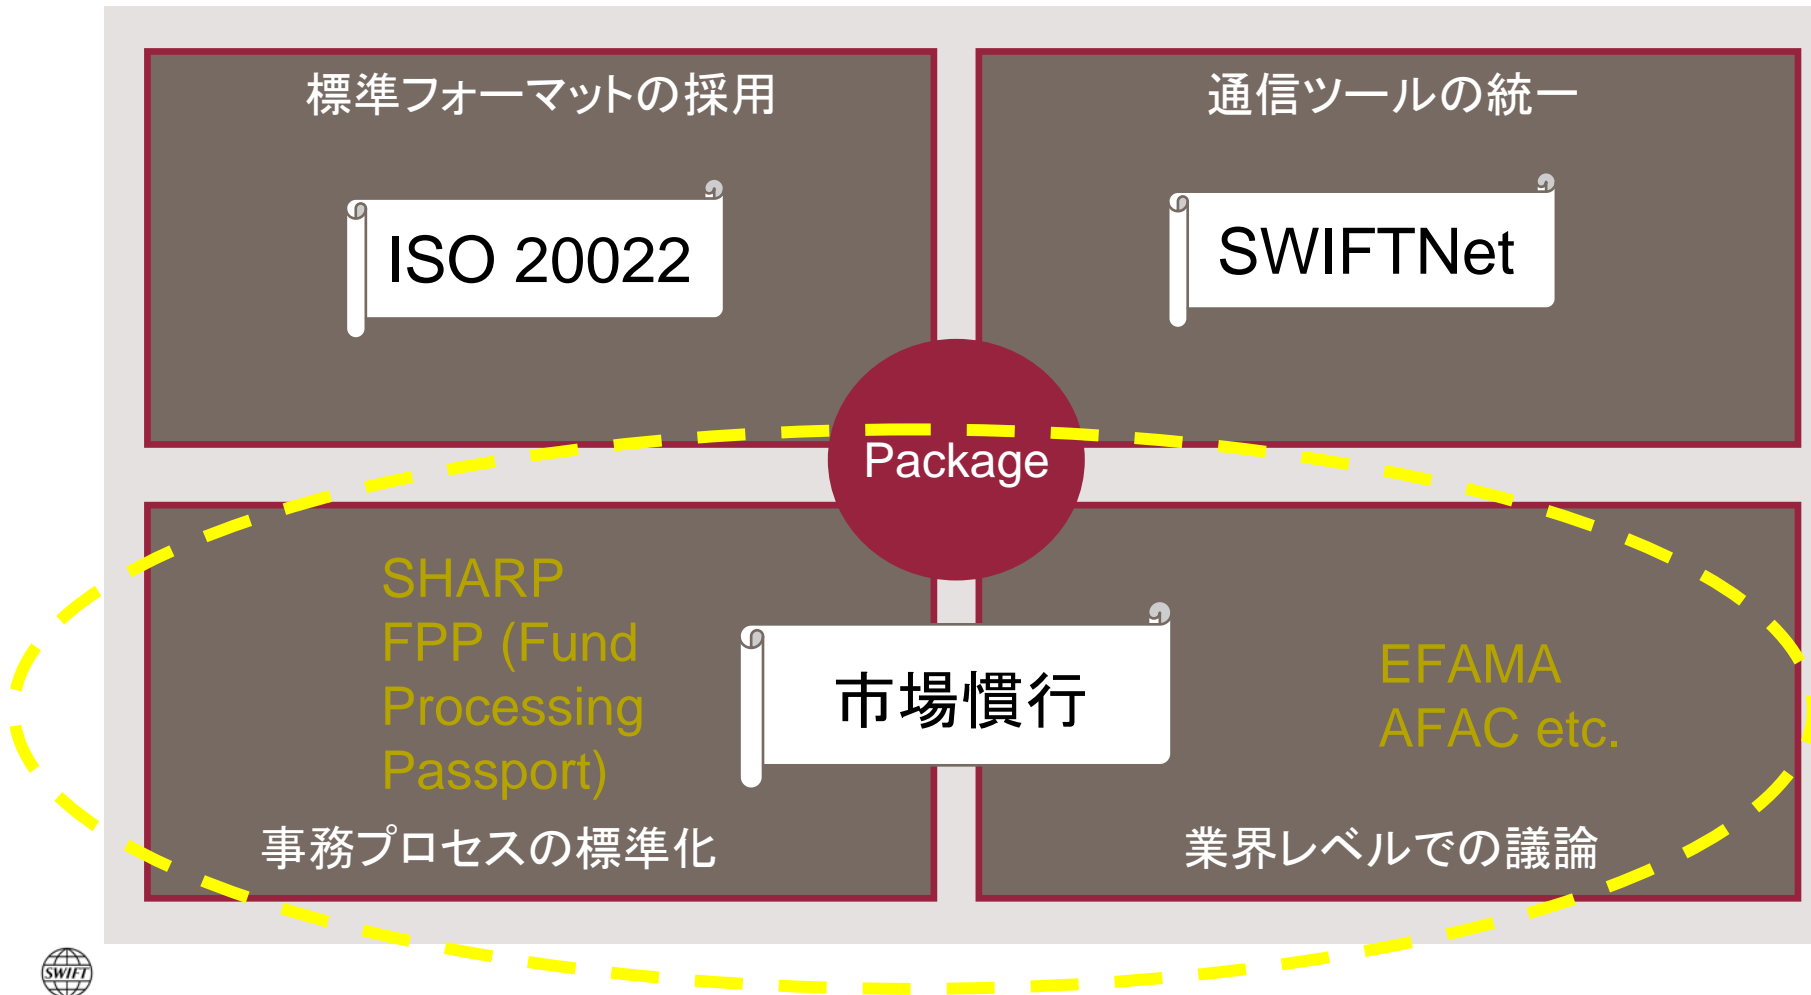 標準フォーマットの採用
通信ツールの統一
ISO 20022
SWIFTNet
Package
SHARP
FPP (Fund
Processing
Passport)
市場慣行
EFAMA
AFAC etc.
事務プロセスの標準化
業界レベルでの議論
SWIFT